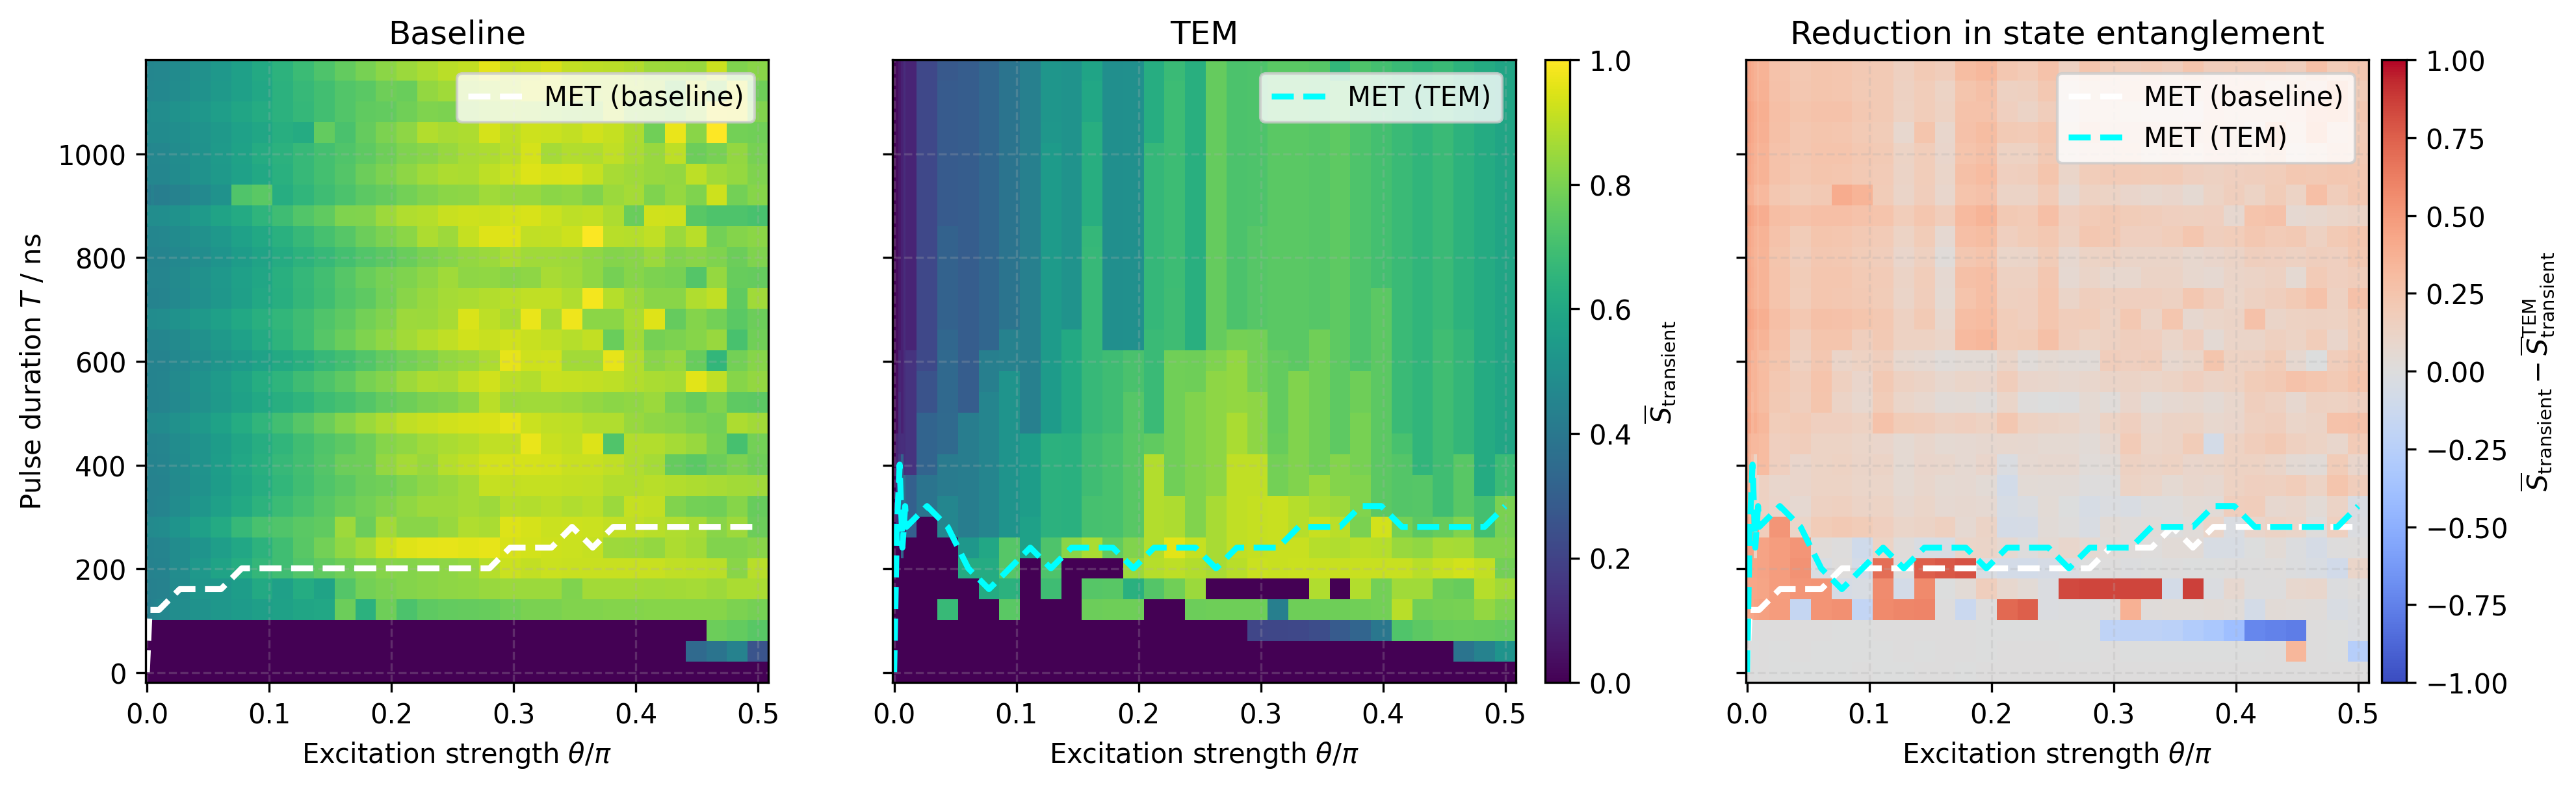 Baseline
MET (baseline)
Pulse duration T / ns
1000
800
600
400
200
0
0.0 0.1 0.2 0.3 0.4 0.5
Excitation strength θ/π
TEM
MET (TEM)
0.0 0.1 0.2 0.3 0.4 0.5
Excitation strength θ/π
1.0
0.8
0.6
0.4
0.2
0.0
S̅transient
Reduction in state entanglement
MET (baseline)
MET (TEM)
0.0 0.1 0.2 0.3 0.4 0.5
Excitation strength θ/π
1.00
0.75
0.50
0.25
0.00
−0.25
−0.50
−0.75
−1.00
S̅transient − S̅TEM transient